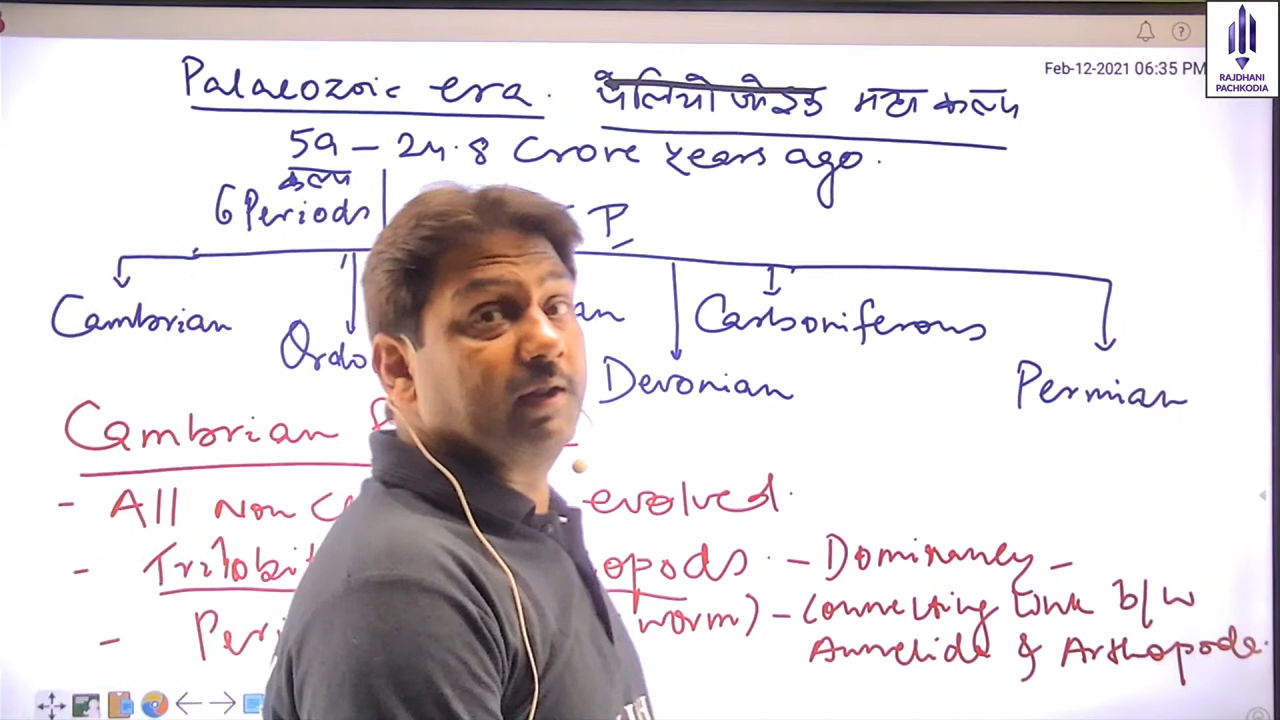 RAJDHANI
PACHKODIA
Feb-12-2021 06:35 PM
Palaeozoic era. पैलियोजोइक महाकल्प
59 – 24.8 Crore years ago.
कल्प
6 Periods P
Cambrian an Carboniferous
Ordo Devonian Permian
Cambrian
- All Non evolved.
- Trilobit opods. - Dominancy -
- Peri worm) - Connecting link b/w
Annelida & Arthopoda.